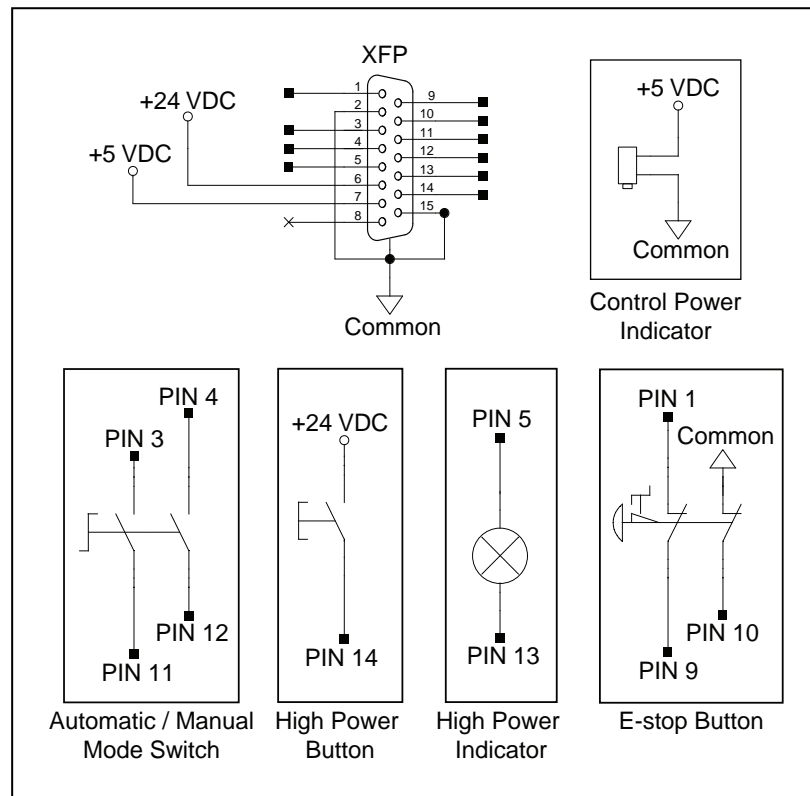 XFP
1
2
3
4
5
6
7
8
9
10
11
12
13
14
15
+24 VDC
+5 VDC
Common
+5 VDC
Common
Control Power
Indicator
PIN 4
PIN 3
PIN 12
PIN 11
Automatic / Manual
Mode Switch
+24 VDC
PIN 14
High Power
Button
PIN 5
PIN 13
High Power
Indicator
PIN 1
Common
PIN 10
PIN 9
E-stop Button